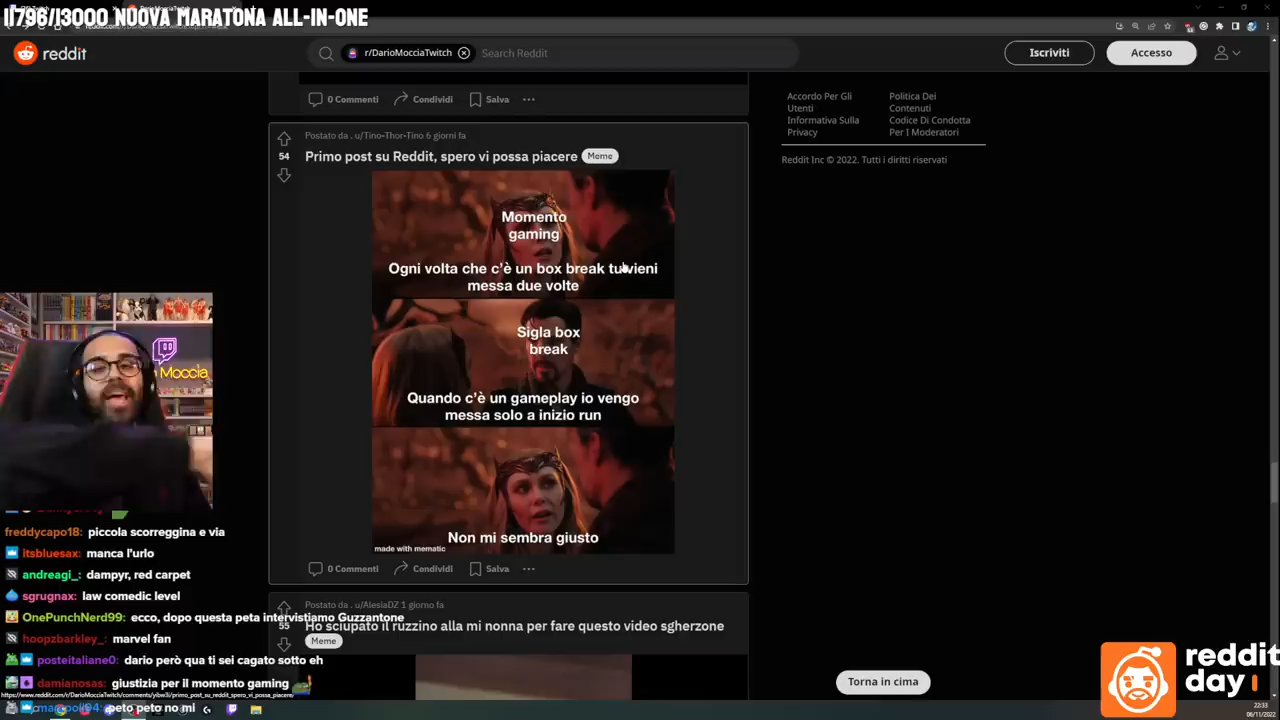 11796/13000 NUOVA MARATONA ALL-IN-ONE
reddit
r/DarioMocciaTwitch
Search Reddit
Iscriviti
Accesso
0 Commenti
Condividi
Salva
Accordo Per Gli
Utenti
Informativa Sulla
Privacy
Politica Dei
Contenuti
Codice Di Condotta
Per I Moderatori
Reddit Inc © 2022. Tutti i diritti riservati
Postato da . u/Tino-Thor-Tino 6 giorni fa
54
Primo post su Reddit, spero vi possa piacere
Meme
Momento
gaming
Ogni volta che c'è un box break tu vieni
messa due volte
Sigla box
break
Quando c'è un gameplay io vengo
messa solo a inizio run
Non mi sembra giusto
made with mematic
0 Commenti
Condividi
Salva
Postato da . u/AlesiaDZ 1 giorno fa
55
Ho sciupato il ruzzino alla mi nonna per fare questo video sgherzone
Meme
Moccia
freddycapo18: piccola scorreggina e via
itsbluesax: manca l'urlo
andreagi_: dampyr, red carpet
sgrugnax: law comedic level
OnePunchNerd99: ecco, dopo questa peta intervistiamo Guzzantone
hoopzbarkley_: marvel fan
posteitaliane0: dario però qua ti sei cagato sotto eh
damianosas: giustizia per il momento gaming
peto peto no mi
Torna in cima
reddit
day
22:33
06/11/2022